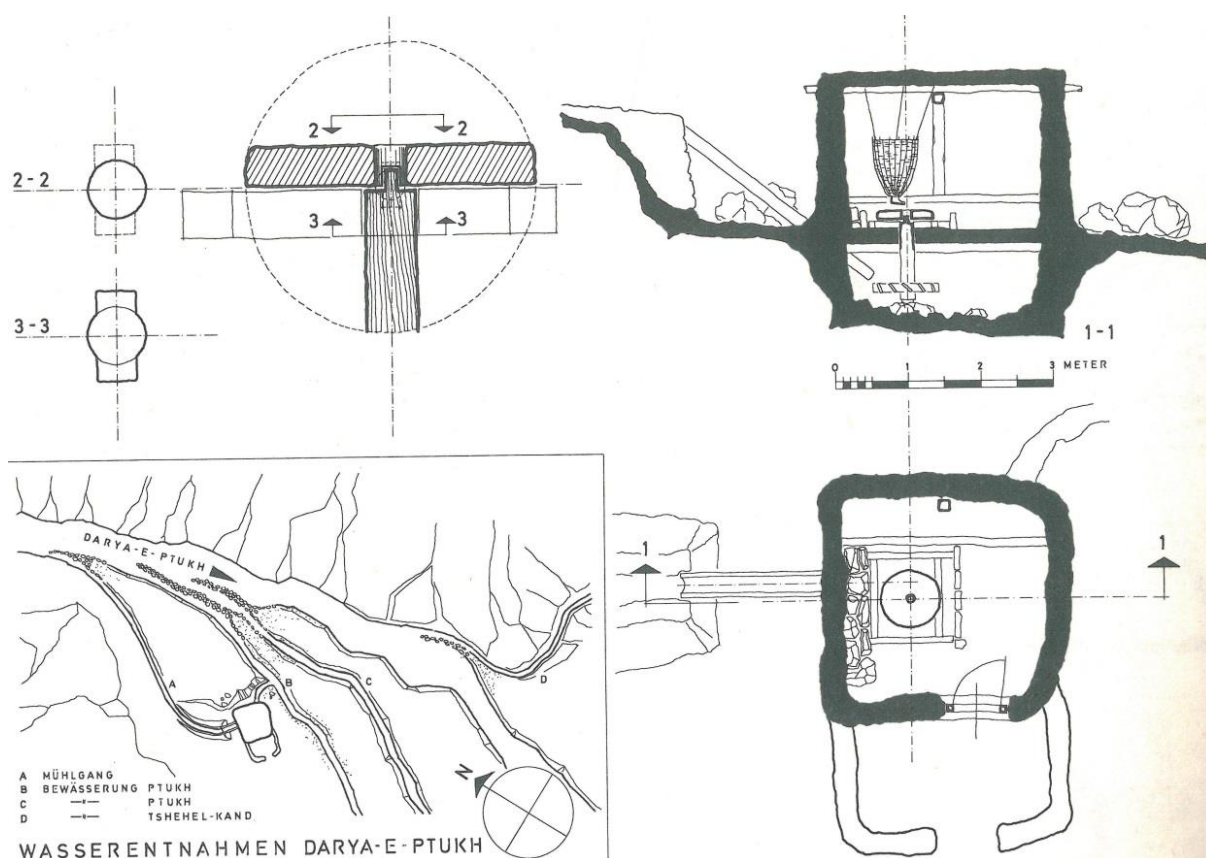 2 2
2-2
3 3
3-3
1-1
0 1 2 3 METER
1 1
DARYA-E-PTUKH
A
B
C
D
A MÜHLGANG
B BEWÄSSERUNG PTUKH
C —"— PTUKH
D —"— TSHEHEL-KAND
N
WASSERENTNAHMEN DARYA-E-PTUKH